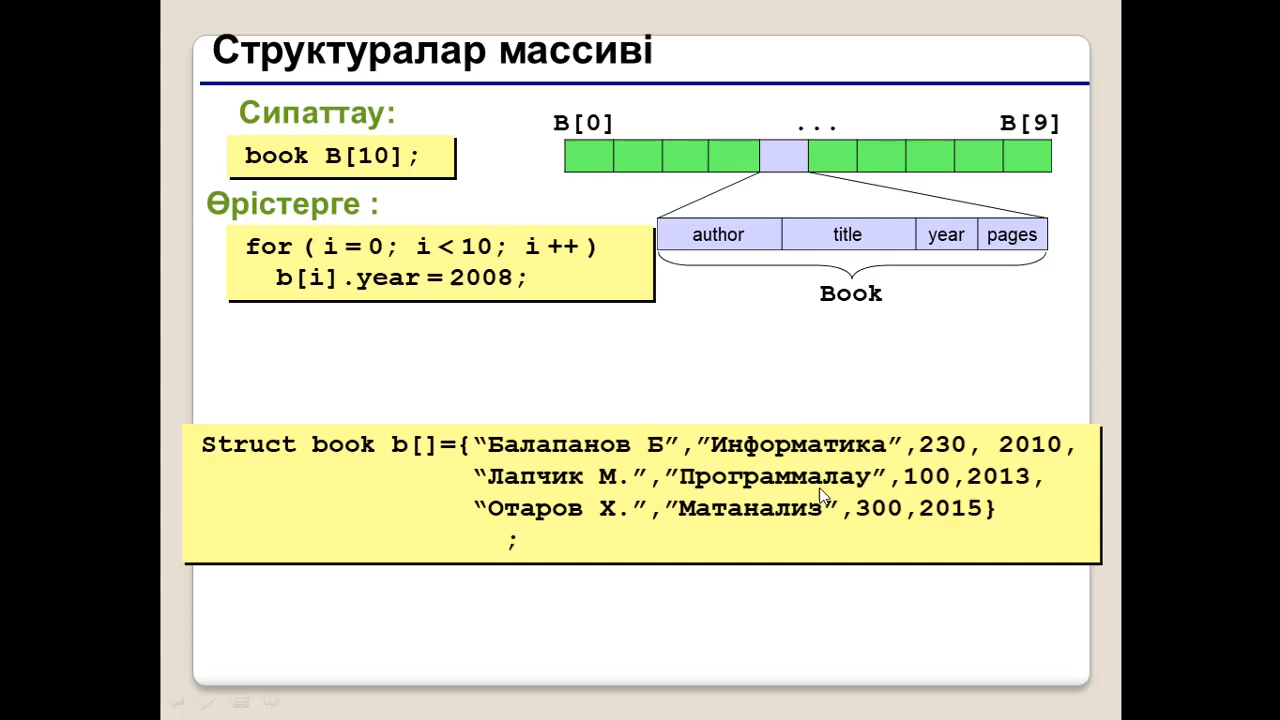 Структуралар массиві
Сипаттау:
book B[10];
B[0] ... B[9]
Өрістерге :
for ( i = 0; i < 10; i ++ )
b[i].year = 2008;
author title year pages
Book
Struct book b[]={“Балапанов Б”,”Информатика”,230, 2010,
“Лапчик М.”,”Программалау”,100,2013,
“Отаров Х.”,”Матанализ”,300,2015}
;